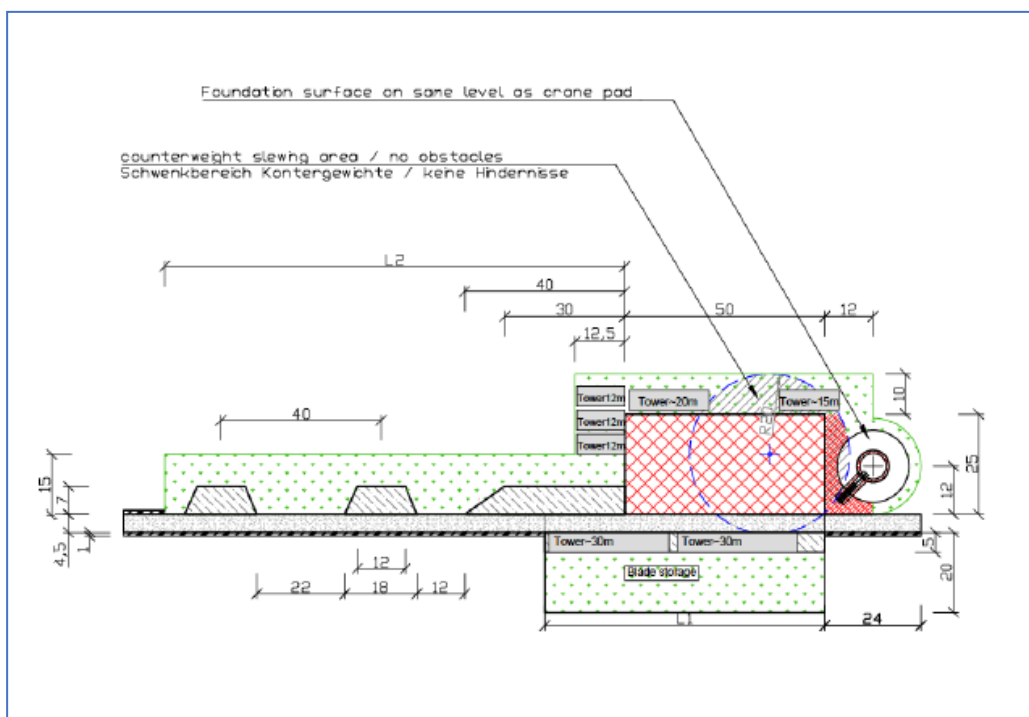 Foundation surface on same level as crane pad
counterweight slewing area / no obstacles
Schwenkbereich Kontergewichte / keine Hindernisse
L2
40
30
50
12
12,5
10
Tower12m
Tower~20m
Tower~15m
40
Tower12m
Tower12m
25
15
7
12
4,5
1
Tower~30m
Tower~30m
5
12
Blade storage
20
22
18
12
L1
24